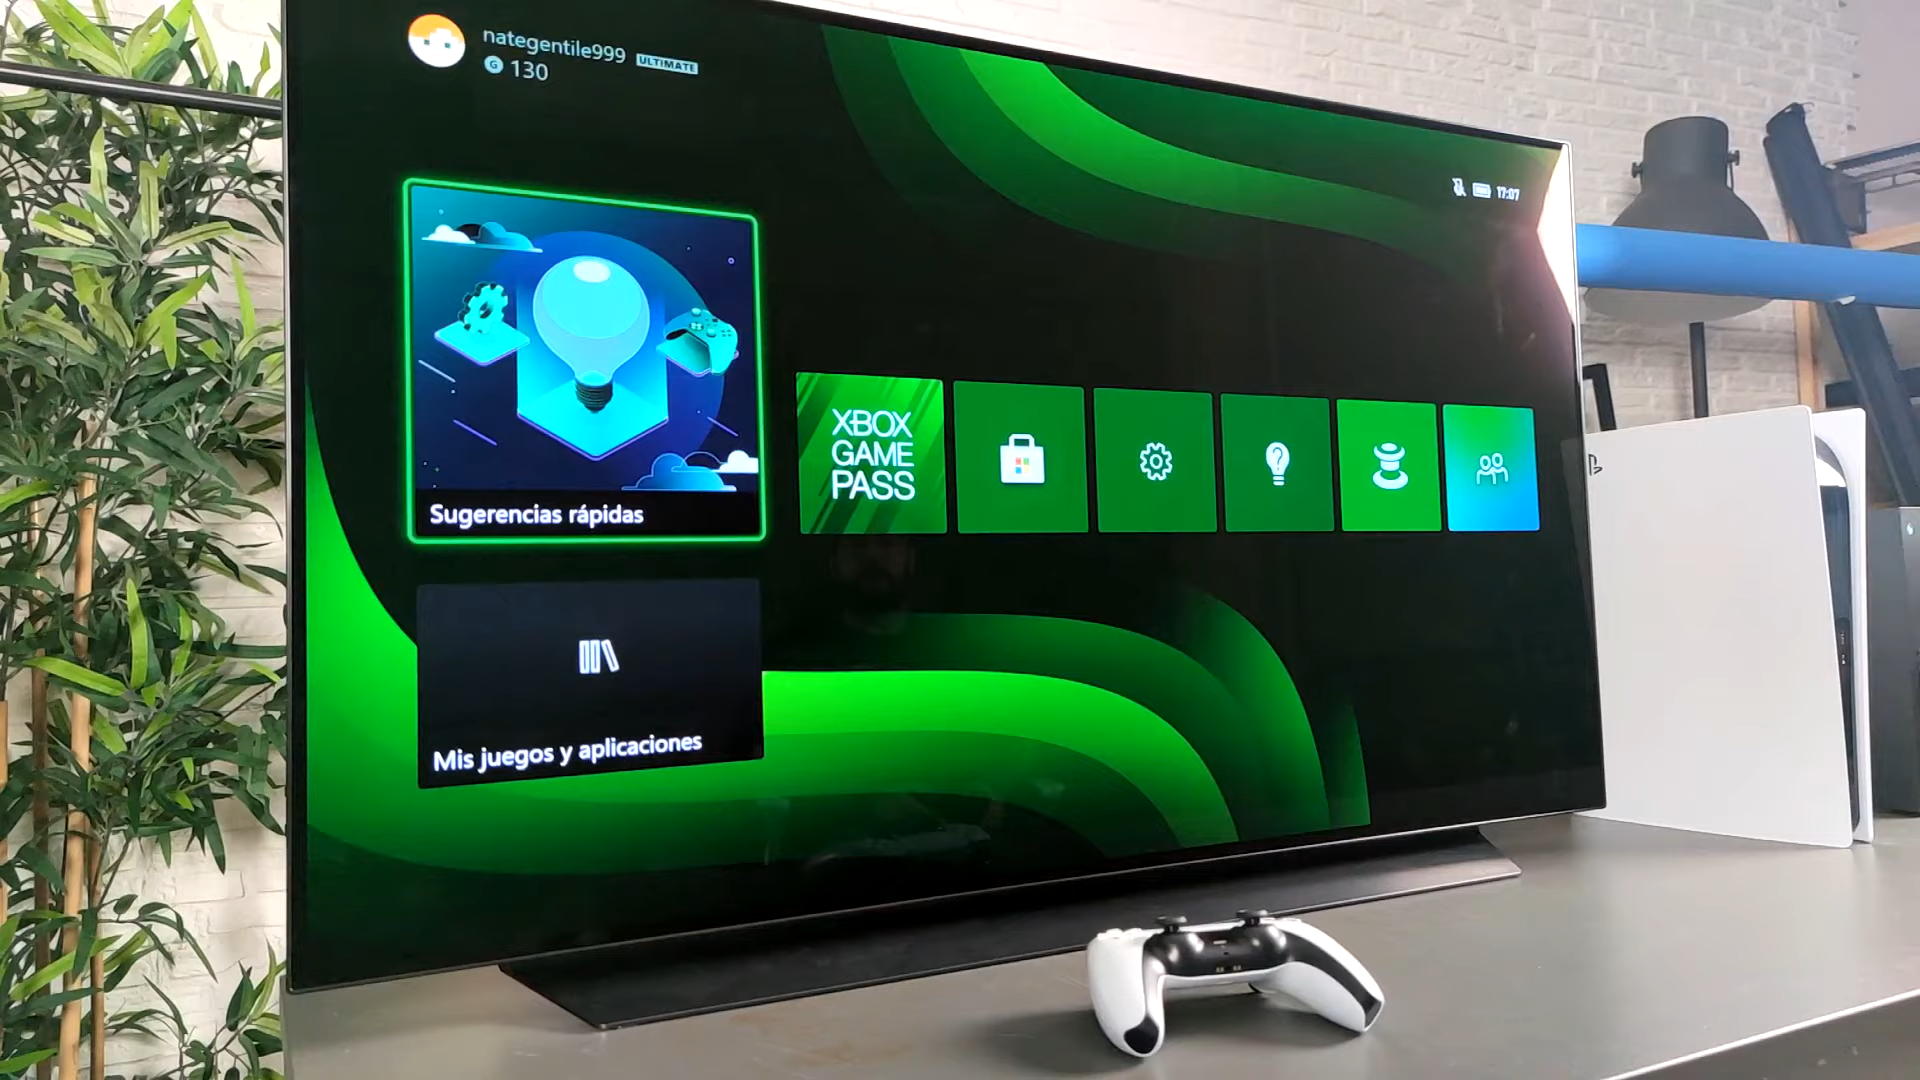 nategentile999 ULTIMATE
G 130
17:07
Sugerencias rápidas
XBOX
GAME
PASS
Mis juegos y aplicaciones